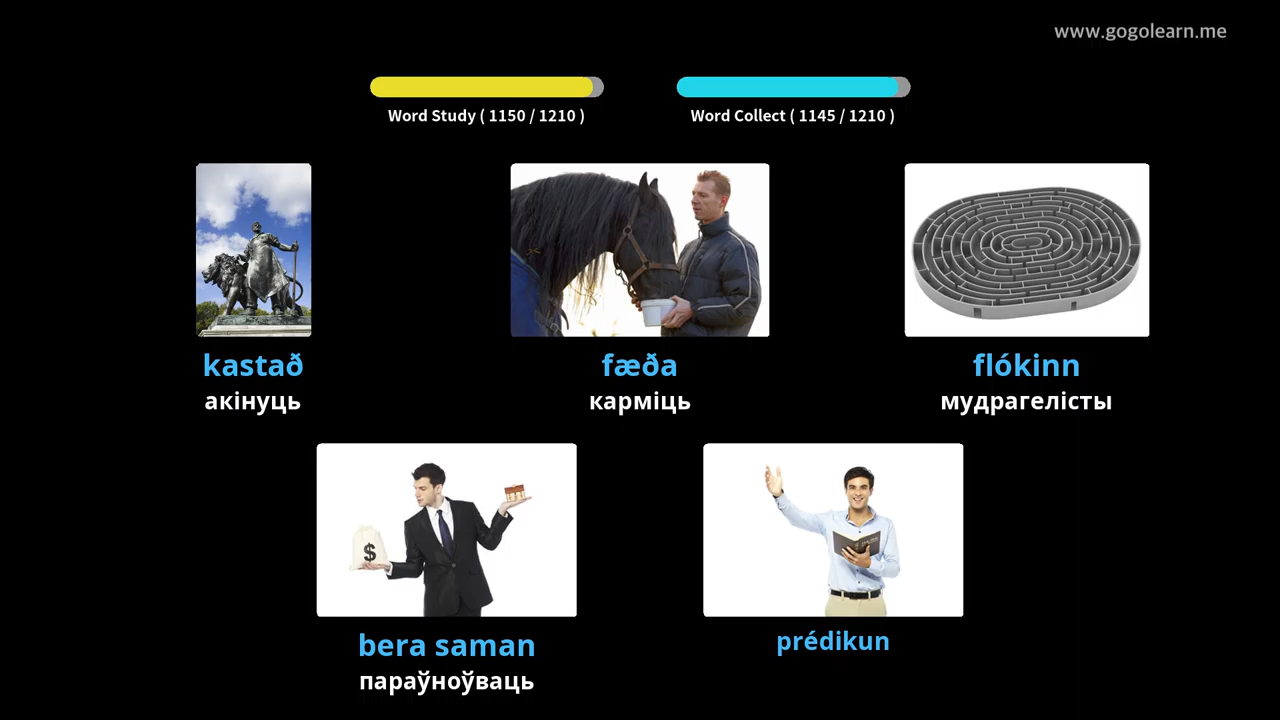 www.gogolearn.me
Word Study ( 1150 / 1210 )
Word Collect ( 1145 / 1210 )
kastað
акінуць
fæða
карміць
flókinn
мудрагелісты
$
bera saman
параўноўваць
prédikun